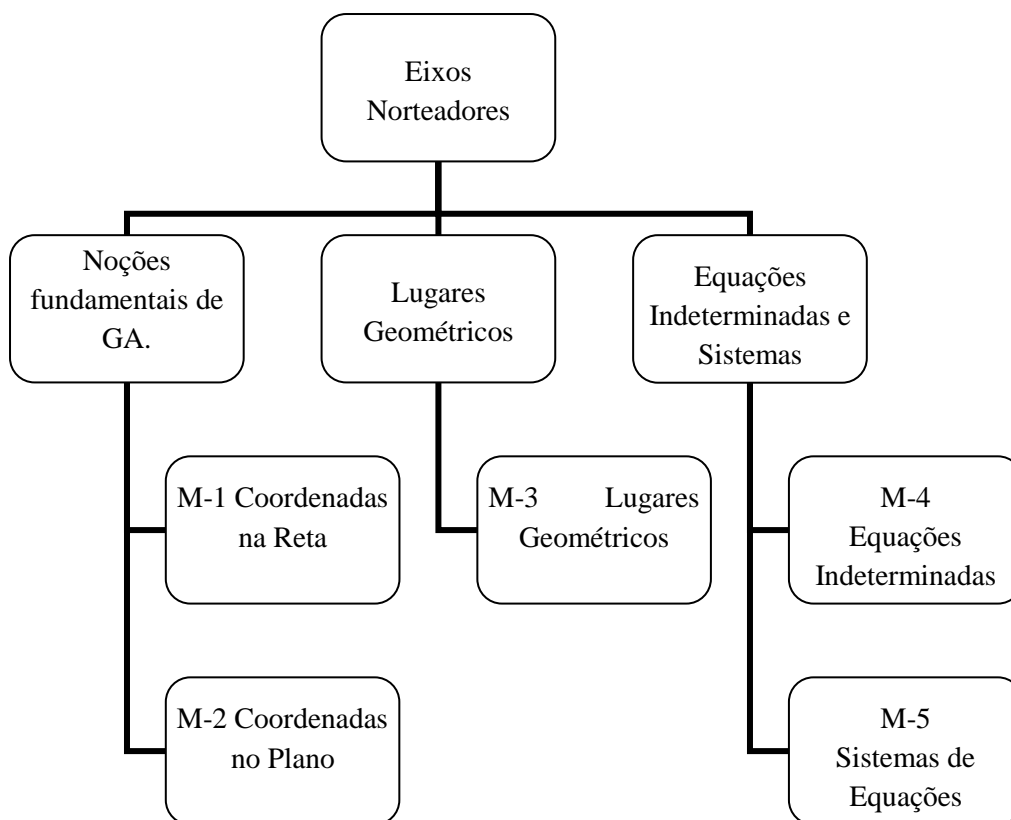 Eixos
Norteadores
Noções
fundamentais de
GA.
Lugares
Geométricos
Equações
Indeterminadas e
Sistemas
M-1 Coordenadas
na Reta
M-3 Lugares
Geométricos
M-4
Equações
Indeterminadas
M-2 Coordenadas
no Plano
M-5
Sistemas de
Equações